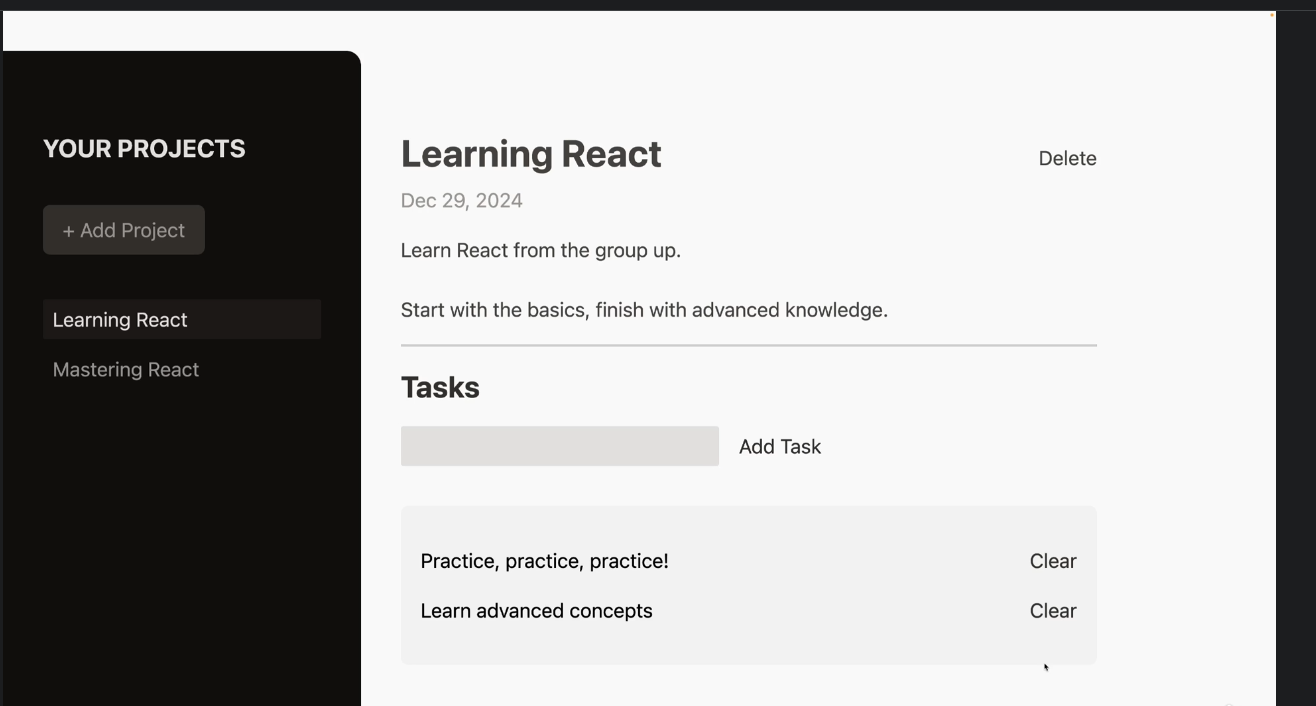 YOUR PROJECTS
+ Add Project
Learning React
Mastering React
Learning React
Delete
Dec 29, 2024
Learn React from the group up.
Start with the basics, finish with advanced knowledge.
Tasks
Add Task
Practice, practice, practice!
Clear
Learn advanced concepts
Clear